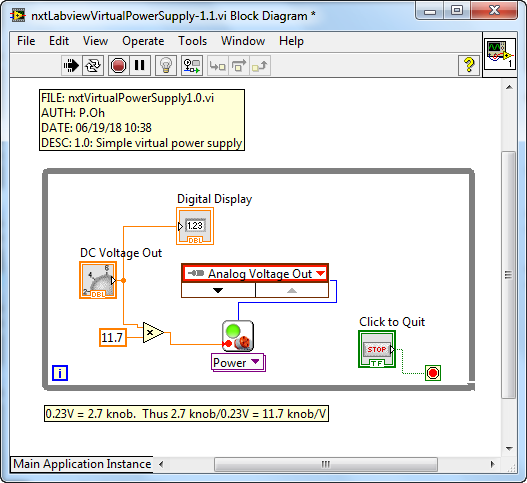 nxtLabviewVirtualPowerSupply-1.1.vi Block Diagram *
File Edit View Operate Tools Window Help
?
1
FILE: nxtVirtualPowerSupply1.0.vi
AUTH: P.Oh
DATE: 06/19/18 10:38
DESC: 1.0: Simple virtual power supply
Digital Display
1.23
DBL
DC Voltage Out
2 4 6
DBL
Analog Voltage Out
11.7
x
Power
Click to Quit
STOP
TF
i
0.23V = 2.7 knob. Thus 2.7 knob/0.23V = 11.7 knob/V
Main Application Instance